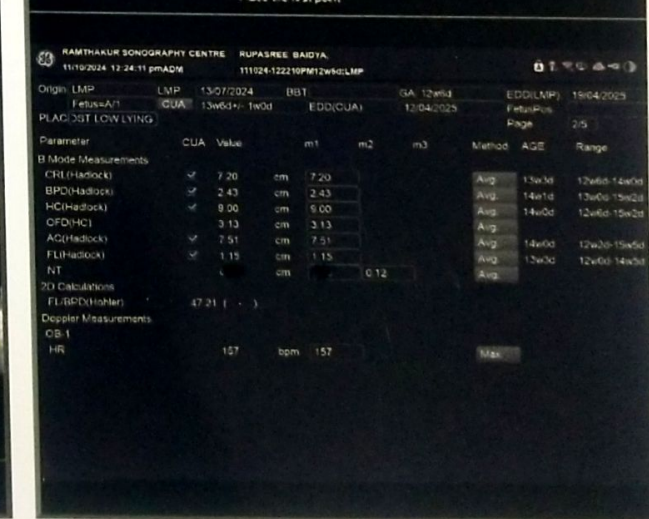 RAMTHAKUR SONOGRAPHY CENTRE RUPASREE BAIDYA,
11/10/2024 12:24:11 pm ADM 111024-122210PM12w6d;LMP
Origin LMP LMP 13/07/2024 BBT GA 12w6d EDD(LMP) 19/04/2025
Fetus=A/1 CUA 13w6d+/- 1w0d EDD(CUA) 12/04/2025 FetusPos
PLAC OST LOW LYING Page 2/5
Parameter CUA Value m1 m2 m3 Method AGE Range
B Mode Measurements
CRL(Hadlock) ✓ 7.20 cm 7.20 Avg. 13w3d 12w6d-14w0d
BPD(Hadlock) ✓ 2.43 cm 2.43 Avg. 14w1d 13w0d-15w2d
HC(Hadlock) ✓ 9.00 cm 9.00 Avg. 14w0d 12w6d-15w2d
OFD(HC) 3.13 cm 3.13 Avg.
AC(Hadlock) ✓ 7.51 cm 7.51 Avg. 14w0d 12w2d-15w5d
FL(Hadlock) ✓ 1.15 cm 1.15 Avg. 13w3d 12w0d-14w5d
NT cm 0.12 Avg.
2D Calculations
FL/BPD(Hohler) 47.21 ( - )
Doppler Measurements
OB-1
HR 157 bpm 157 Max